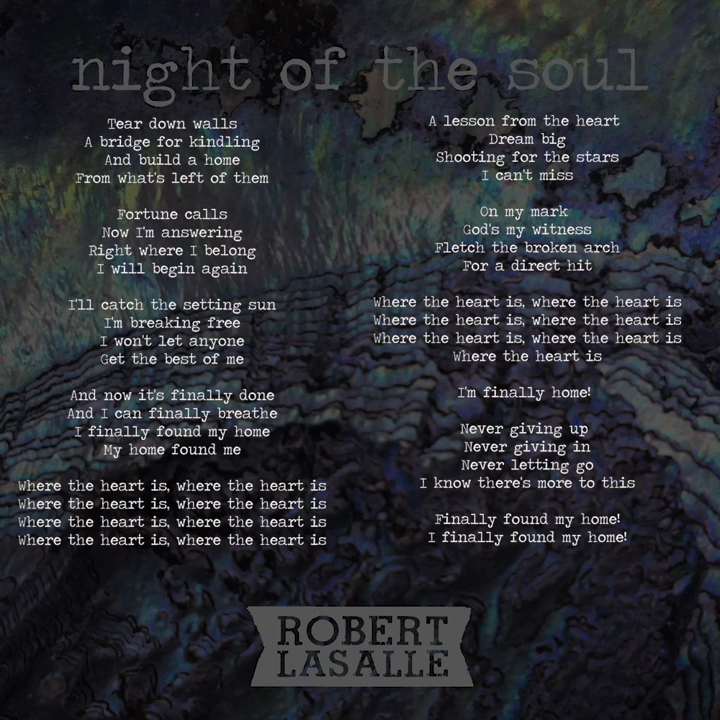 night of the soul
Tear down walls
A bridge for kindling
And build a home
From what's left of them
Fortune calls
Now I'm answering
Right where I belong
I will begin again
I'll catch the setting sun
I'm breaking free
I won't let anyone
Get the best of me
And now it's finally done
And I can finally breathe
I finally found my home
My home found me
Where the heart is, where the heart is
Where the heart is, where the heart is
Where the heart is, where the heart is
Where the heart is, where the heart is
A lesson from the heart
Dream big
Shooting for the stars
I can't miss
On my mark
God's my witness
Fletch the broken arch
For a direct hit
Where the heart is, where the heart is
Where the heart is, where the heart is
Where the heart is, where the heart is
Where the heart is
I'm finally home!
Never giving up
Never giving in
Never letting go
I know there's more to this
Finally found my home!
I finally found my home!
ROBERT
LASALLE